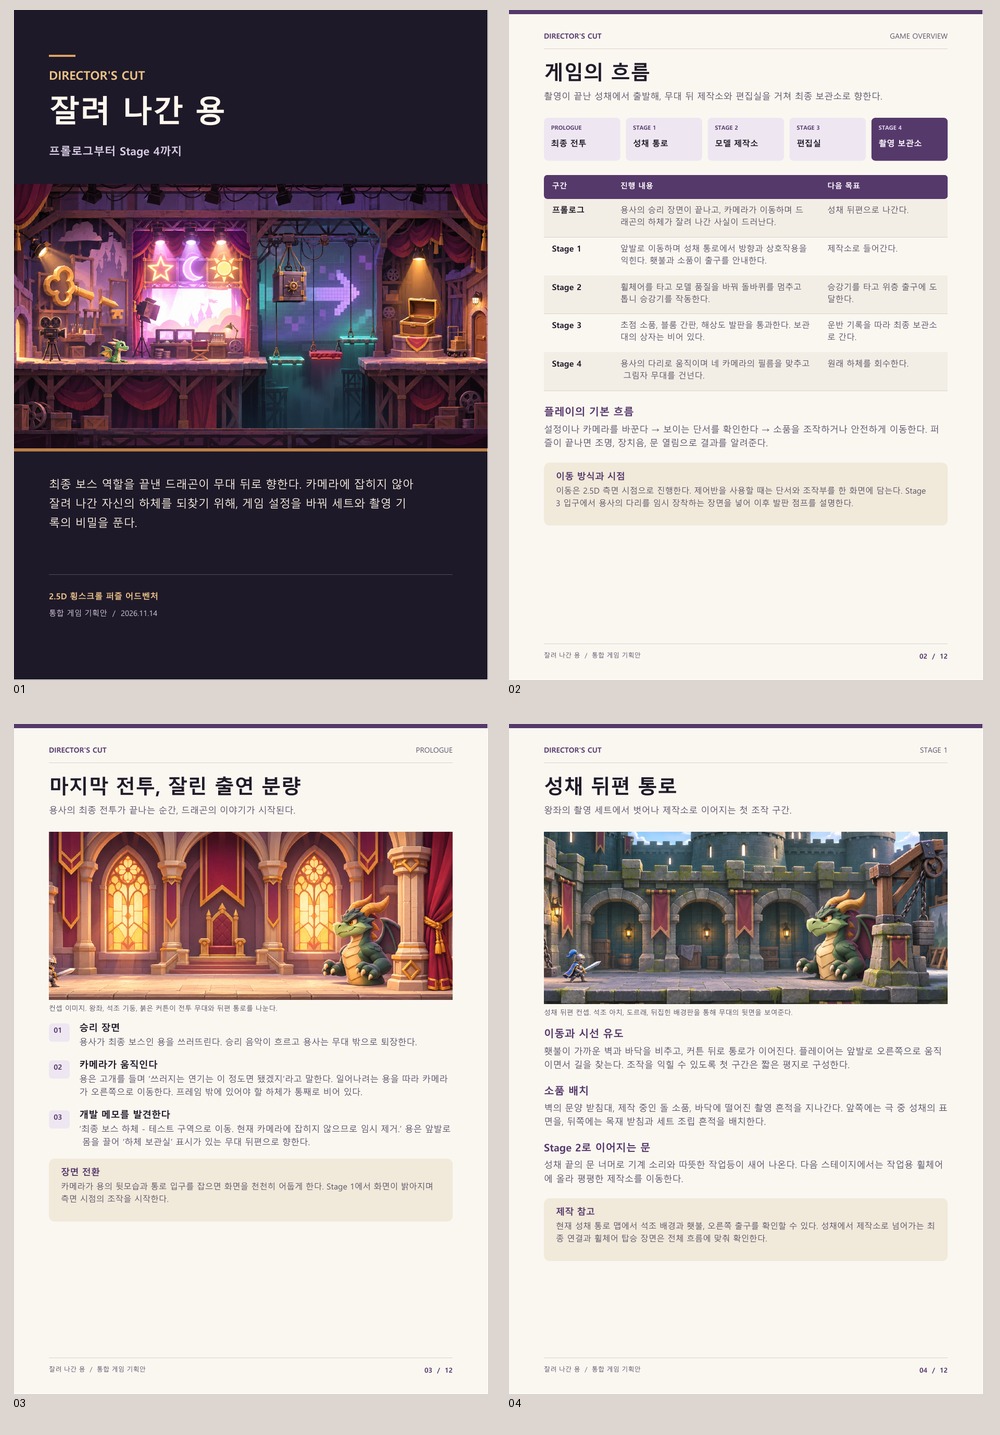 DIRECTOR'S CUT
잘려 나간 용
프롤로그부터 Stage 4까지
최종 보스 역할을 끝낸 드래곤이 무대 뒤로 향한다. 카메라에 잡히지 않아
잘려 나간 자신의 하체를 되찾기 위해, 게임 설정을 바꿔 세트와 촬영 기
록의 비밀을 푼다.
2.5D 횡스크롤 퍼즐 어드벤처
통합 게임 기획안 / 2026.11.14
01
DIRECTOR'S CUT
GAME OVERVIEW
게임의 흐름
촬영이 끝난 성채에서 출발해, 무대 뒤 제작소와 편집실을 거쳐 최종 보관소로 향한다.
PROLOGUE
최종 전투
STAGE 1
성채 통로
STAGE 2
모델 제작소
STAGE 3
편집실
STAGE 4
촬영 보관소
구간 진행 내용 다음 목표
프롤로그
용사의 승리 장면이 끝나고, 카메라가 이동하며 드
래곤의 하체가 잘려 나간 사실이 드러난다.
성채 뒤편으로 나간다.
Stage 1
앞발로 이동하며 성채 통로에서 방향과 상호작용을
익힌다. 횃불과 소품이 출구를 안내한다.
제작소로 들어간다.
Stage 2
휠체어를 타고 모델 품질을 바꿔 돌바퀴를 멈추고
톱니 승강기를 작동한다.
승강기를 타고 위층 출구에 도
달한다.
Stage 3
초점 소품, 블룸 간판, 해상도 발판을 통과한다. 보관
대의 상자는 비어 있다.
운반 기록을 따라 최종 보관소
로 간다.
Stage 4
용사의 다리로 움직이며 네 카메라의 필름을 맞추고
그림자 무대를 건넌다.
원래 하체를 회수한다.
플레이의 기본 흐름
설정이나 카메라를 바꾼다 → 보이는 단서를 확인한다 → 소품을 조작하거나 안전하게 이동한다. 퍼
즐이 끝나면 조명, 장치음, 문 열림으로 결과를 알려준다.
이동 방식과 시점
이동은 2.5D 측면 시점으로 진행한다. 제어반을 사용할 때는 단서와 조작부를 한 화면에 담는다. Stage
3 입구에서 용사의 다리를 임시 장착하는 장면을 넣어 이후 발판 점프를 설명한다.
잘려 나간 용 / 통합 게임 기획안
02 / 12
02
DIRECTOR'S CUT
PROLOGUE
마지막 전투, 잘린 출연 분량
용사의 최종 전투가 끝나는 순간, 드래곤의 이야기가 시작된다.
컨셉 이미지. 왕좌, 석조 기둥, 붉은 커튼이 전투 무대와 뒤편 통로를 나눈다.
01
승리 장면
용사가 최종 보스인 용을 쓰러뜨린다. 승리 음악이 흐르고 용사는 무대 밖으로 퇴장한다.
02
카메라가 움직인다
용은 고개를 들며 '쓰러지는 연기는 이 정도면 됐겠지'라고 말한다. 일어나려는 용을 따라 카메라
가 오른쪽으로 이동한다. 프레임 밖에 있어야 할 하체가 통째로 비어 있다.
03
개발 메모를 발견한다
'최종 보스 하체 - 테스트 구역으로 이동. 현재 카메라에 잡히지 않으므로 임시 제거.' 용은 앞발로
몸을 끌어 '하체 보관실' 표시가 있는 무대 뒤편으로 향한다.
장면 전환
카메라가 용의 뒷모습과 통로 입구를 잡으면 화면을 천천히 어둡게 한다. Stage 1에서 화면이 밝아지며
측면 시점의 조작을 시작한다.
잘려 나간 용 / 통합 게임 기획안
03 / 12
03
DIRECTOR'S CUT
STAGE 1
성채 뒤편 통로
왕좌의 촬영 세트에서 벗어나 제작소로 이어지는 첫 조작 구간.
성채 뒤편 컨셉. 석조 아치, 도르래, 뒤집힌 배경판을 통해 무대의 뒷면을 보여준다.
이동과 시선 유도
횃불이 가까운 벽과 바닥을 비추고, 커튼 뒤로 통로가 이어진다. 플레이어는 앞발로 오른쪽으로 움직
이면서 길을 찾는다. 조작을 익힐 수 있도록 첫 구간은 짧은 평지로 구성한다.
소품 배치
벽의 문양 받침대, 제작 중인 돌 소품, 바닥에 떨어진 촬영 흔적을 지나간다. 앞쪽에는 극 중 성채의 표
면을, 뒤쪽에는 목재 받침과 세트 조립 흔적을 배치한다.
Stage 2로 이어지는 문
성채 끝의 문 너머로 기계 소리와 따뜻한 작업등이 새어 나온다. 다음 스테이지에서는 작업용 휠체어
에 올라 평평한 제작소를 이동한다.
제작 참고
현재 성채 통로 맵에서 석조 배경과 횃불, 오른쪽 출구를 확인할 수 있다. 성채에서 제작소로 넘어가는 최
종 연결과 휠체어 탑승 장면은 전체 흐름에 맞춰 확인한다.
잘려 나간 용 / 통합 게임 기획안
04 / 12
04